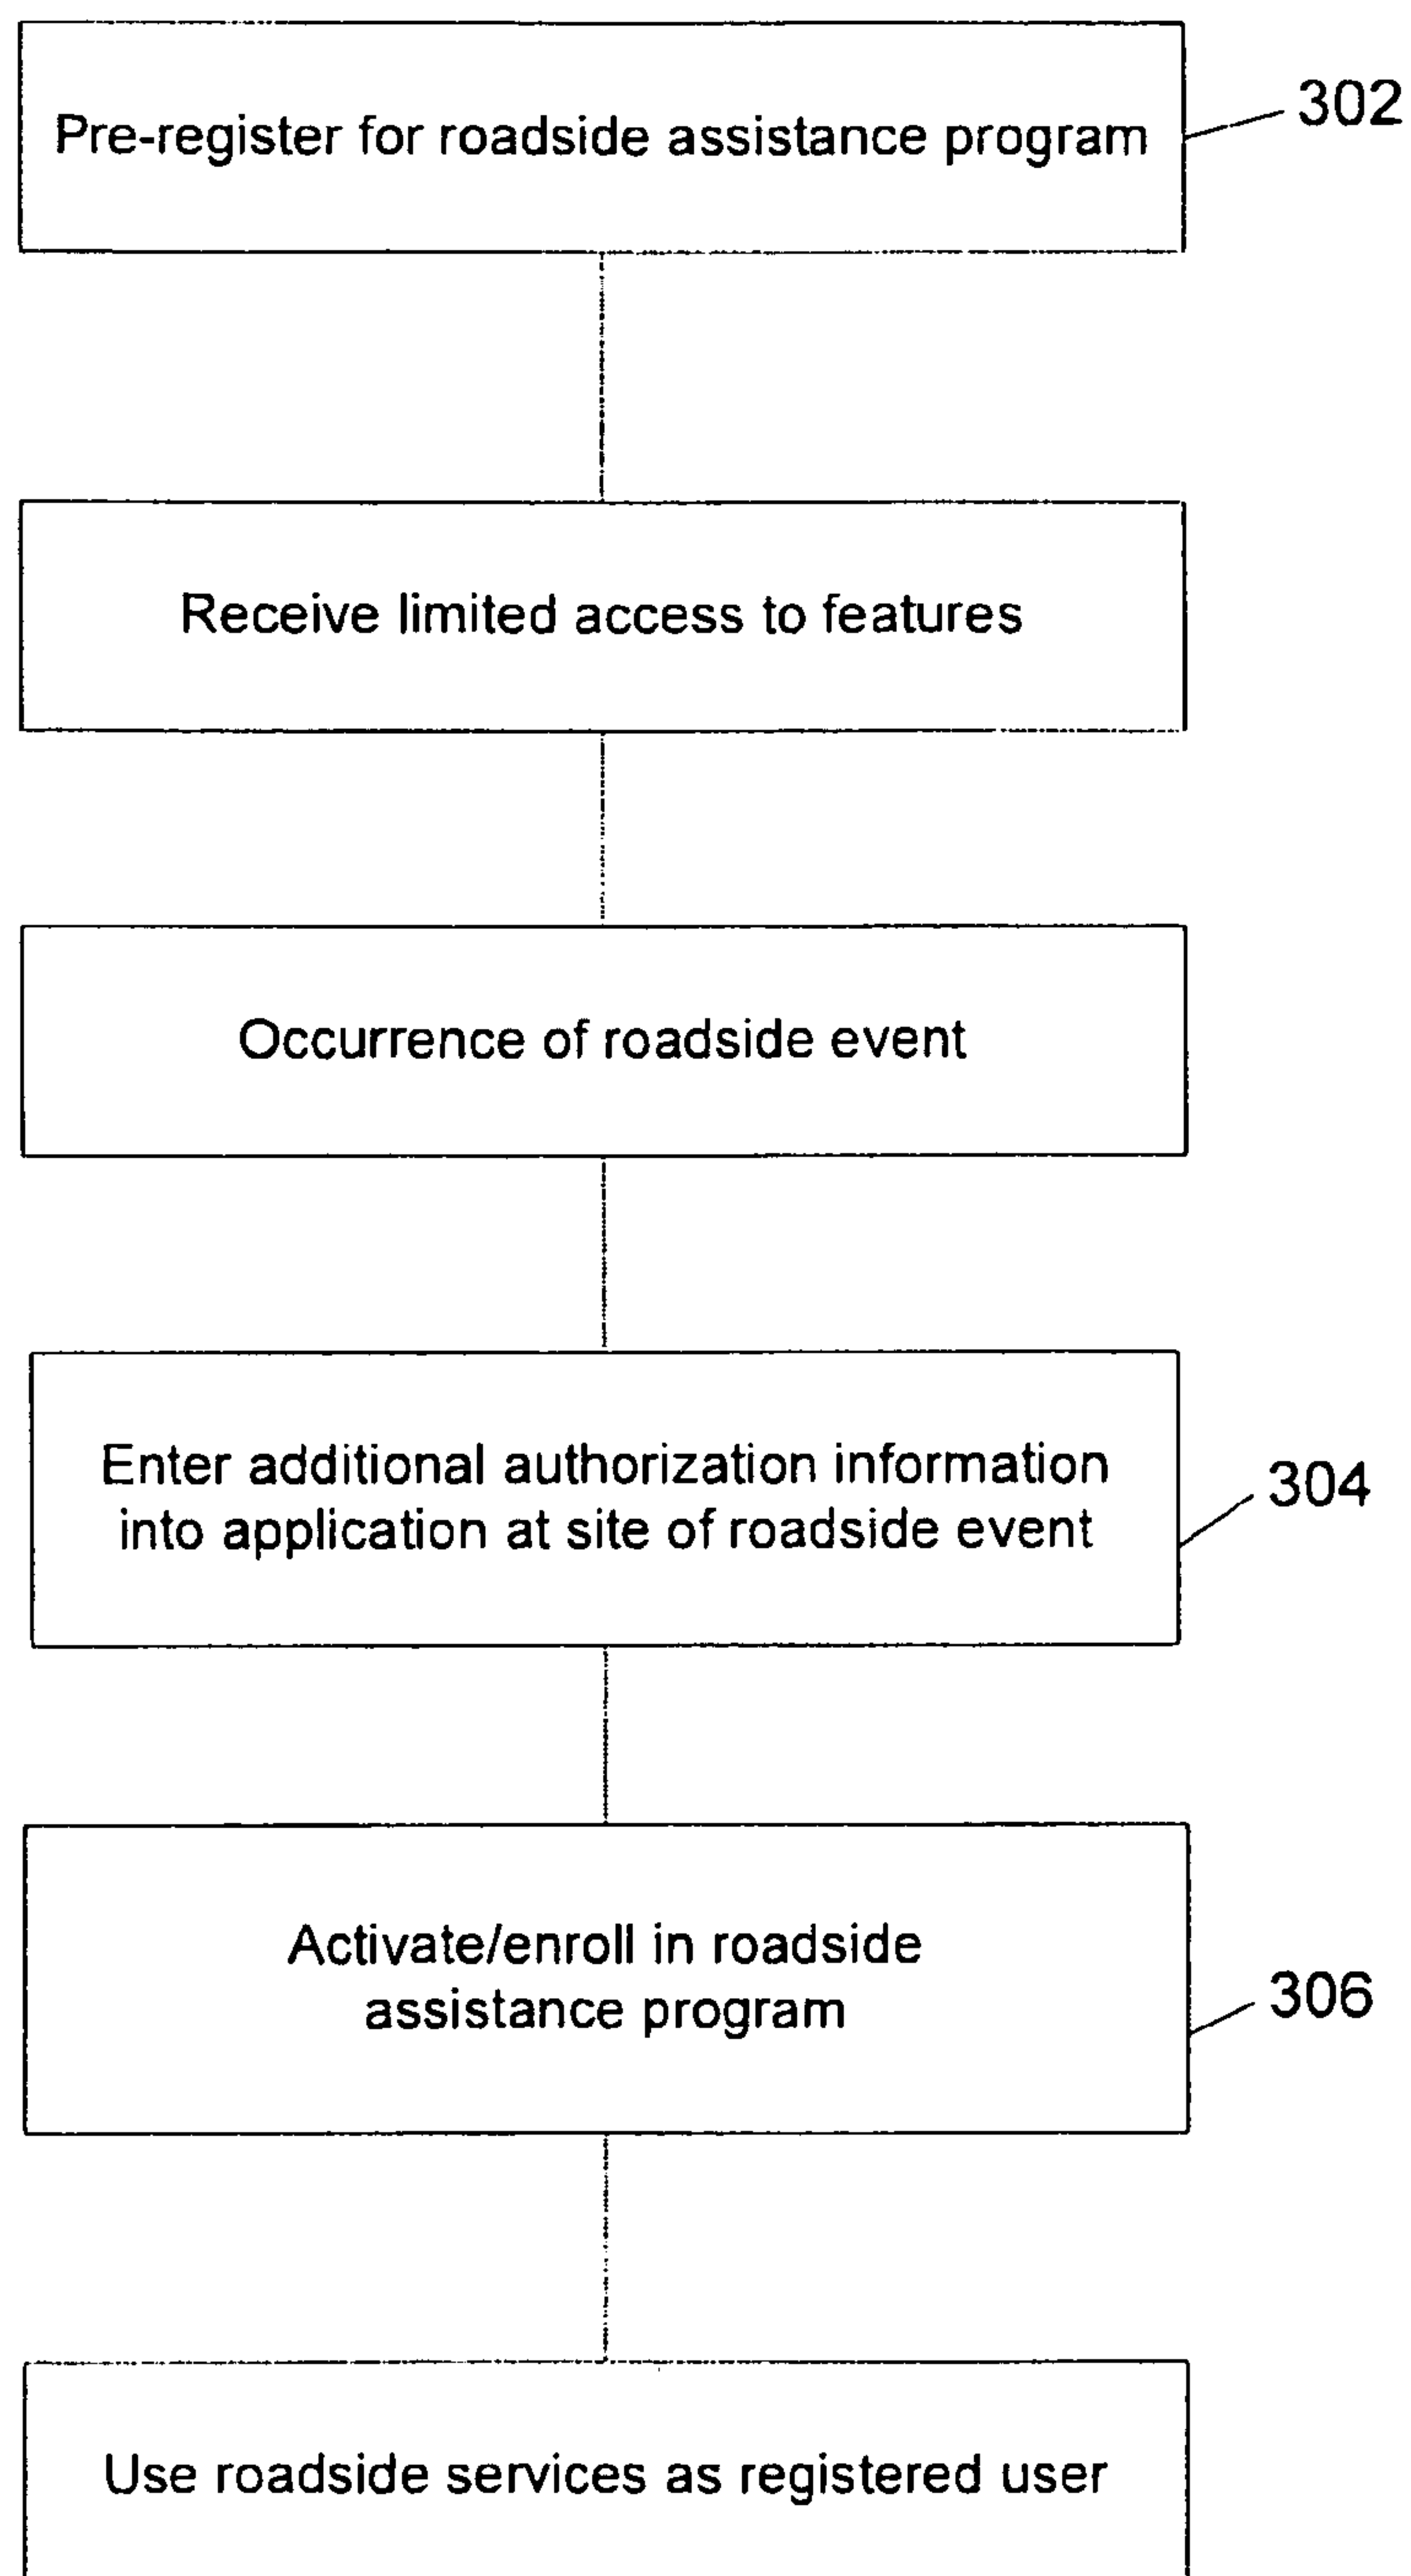 Pre-register for roadside assistance program
302
Receive limited access to features
Occurrence of roadside event
Enter additional authorization information
into application at site of roadside event
304
Activate/enroll in roadside
assistance program
306
Use roadside services as registered user